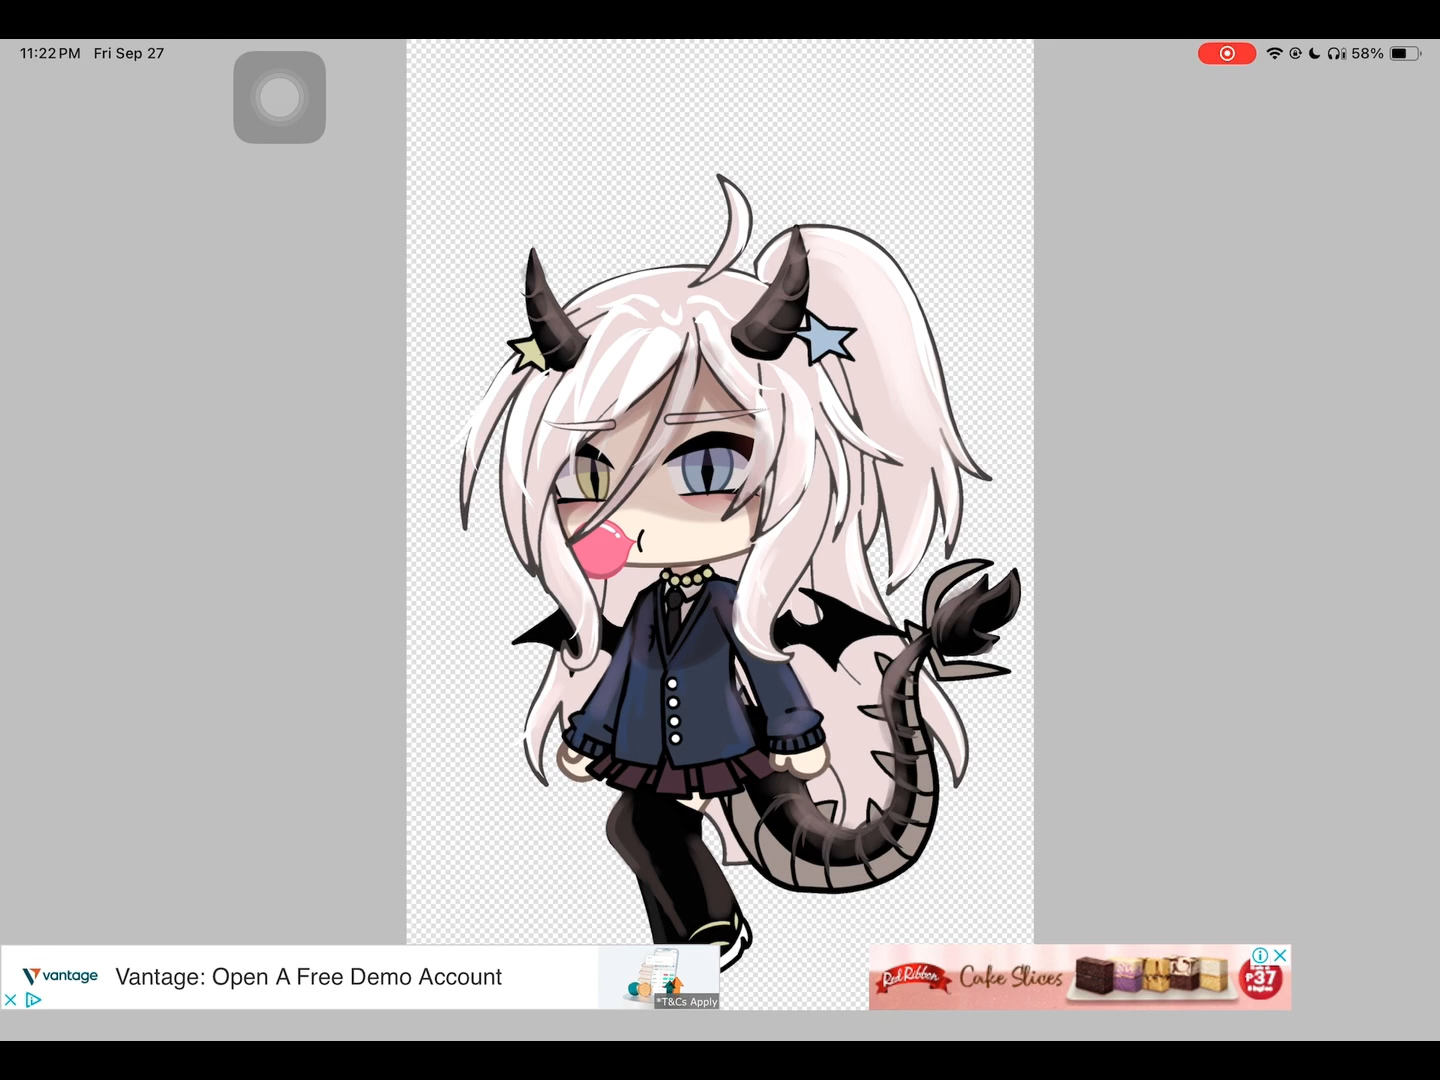 11:22 PM Fri Sep 27
58%
vantage
Vantage: Open A Free Demo Account
*T&Cs Apply
Red Ribbon
Cake Slices
₱37